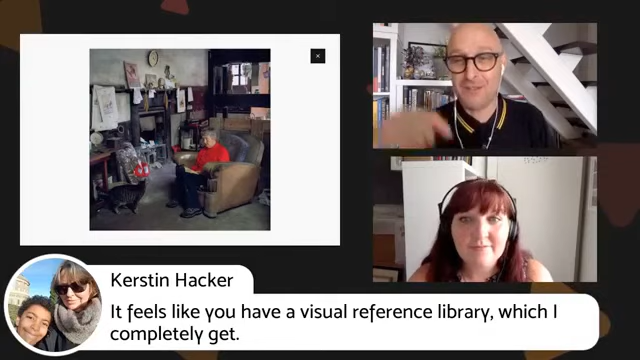 Kerstin Hacker
It feels like you have a visual reference library, which I
completely get.